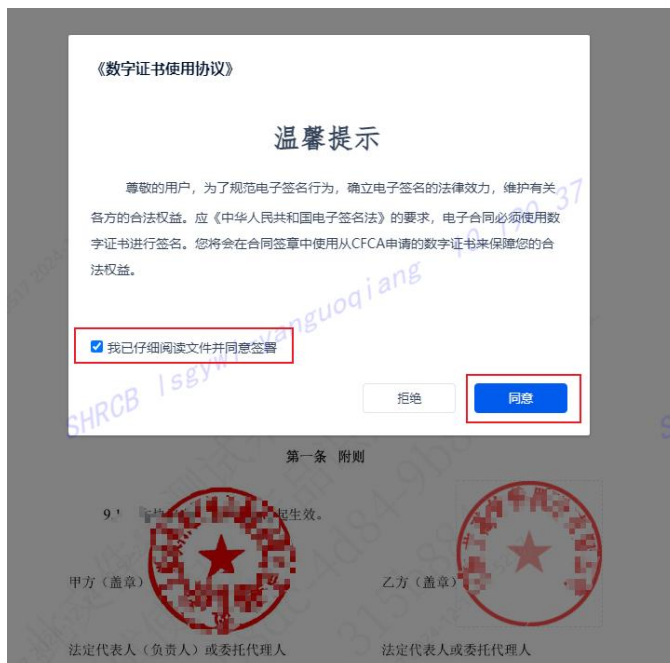 《数字证书使用协议》
温馨提示
尊敬的用户，为了规范电子签名行为，确立电子签名的法律效力，维护有关
各方的合法权益。应《中华人民共和国电子签名法》的要求，电子合同必须使用数
字证书进行签名。您将会在合同签章中使用从CFCA申请的数字证书来保障您的合
法权益。
我已仔细阅读文件并同意签署
拒绝
同意
SHRCB
第一条 附则
起生效。
甲方（盖章）
乙方（盖章）
法定代表人（负责人）或委托代理人
法定代表人或委托代理人